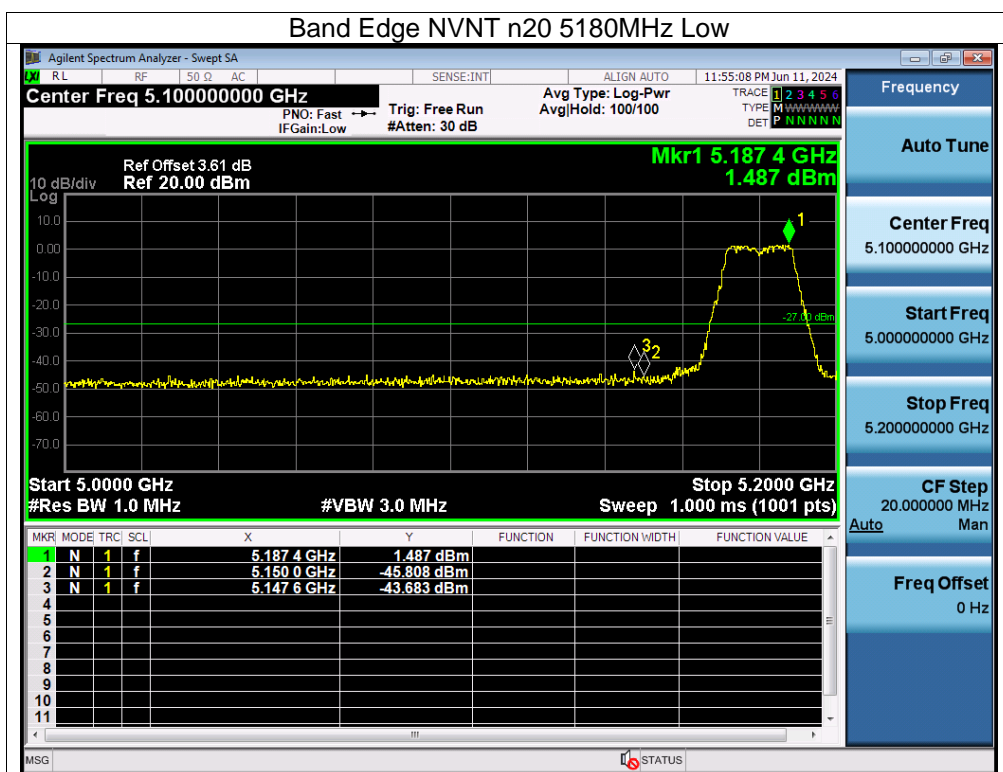 Band Edge NVNT n20 5180MHz Low
Agilent Spectrum Analyzer - Swept SA
LXI RL RF 50 Ω AC SENSE:INT ALIGN AUTO 11:55:08 PM Jun 11, 2024
Center Freq 5.100000000 GHz
PNO: Fast
IFGain:Low
Trig: Free Run
#Atten: 30 dB
Avg Type: Log-Pwr
Avg|Hold: 100/100
TRACE 1 2 3 4 5 6
TYPE M WWWWW
DET P N N N N N
Ref Offset 3.61 dB
Ref 20.00 dBm
10 dB/div
Log
Mkr1 5.187 4 GHz
1.487 dBm
10.0
0.00
-10.0
-20.0
-30.0
-40.0
-50.0
-60.0
-70.0
1
-27.00 dBm
3 2
Start 5.0000 GHz
Stop 5.2000 GHz
#Res BW 1.0 MHz
#VBW 3.0 MHz
Sweep 1.000 ms (1001 pts)
MKR MODE TRC SCL X Y FUNCTION FUNCTION WIDTH FUNCTION VALUE
1 N 1 f 5.187 4 GHz 1.487 dBm
2 N 1 f 5.150 0 GHz -45.808 dBm
3 N 1 f 5.147 6 GHz -43.683 dBm
4
5
6
7
8
9
10
11
MSG
STATUS
Frequency
Auto Tune
Center Freq
5.100000000 GHz
Start Freq
5.000000000 GHz
Stop Freq
5.200000000 GHz
CF Step
20.000000 MHz
Auto Man
Freq Offset
0 Hz